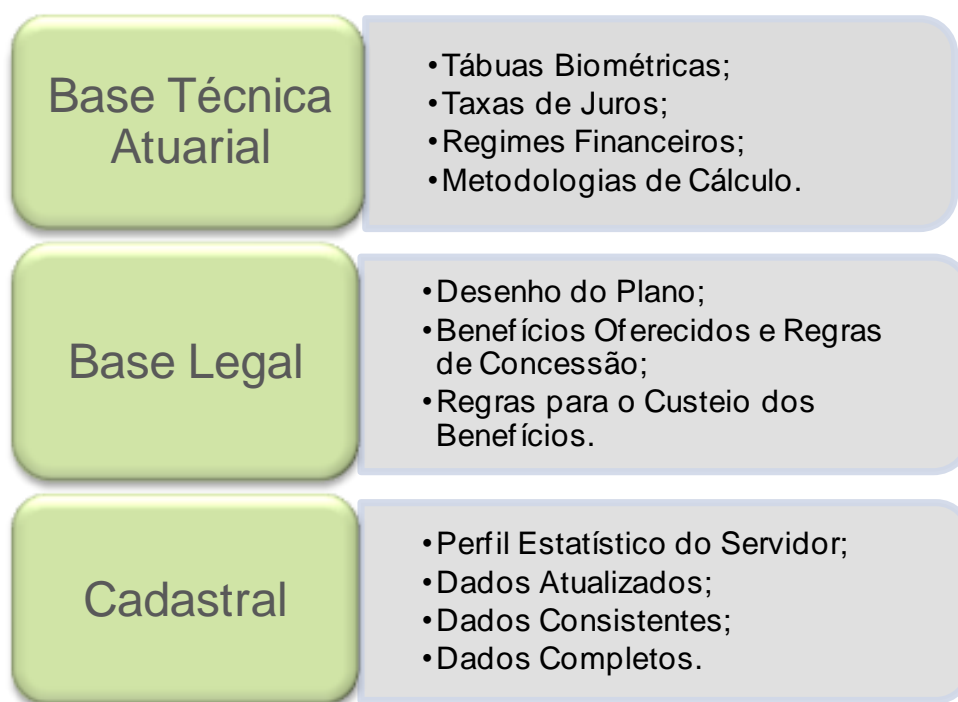 Base Técnica
Atuarial
•Tábuas Biométricas;
•Taxas de Juros;
•Regimes Financeiros;
•Metodologias de Cálculo.
Base Legal
•Desenho do Plano;
•Benefícios Oferecidos e Regras
de Concessão;
•Regras para o Custeio dos
Benefícios.
Cadastral
•Perfil Estatístico do Servidor;
•Dados Atualizados;
•Dados Consistentes;
•Dados Completos.